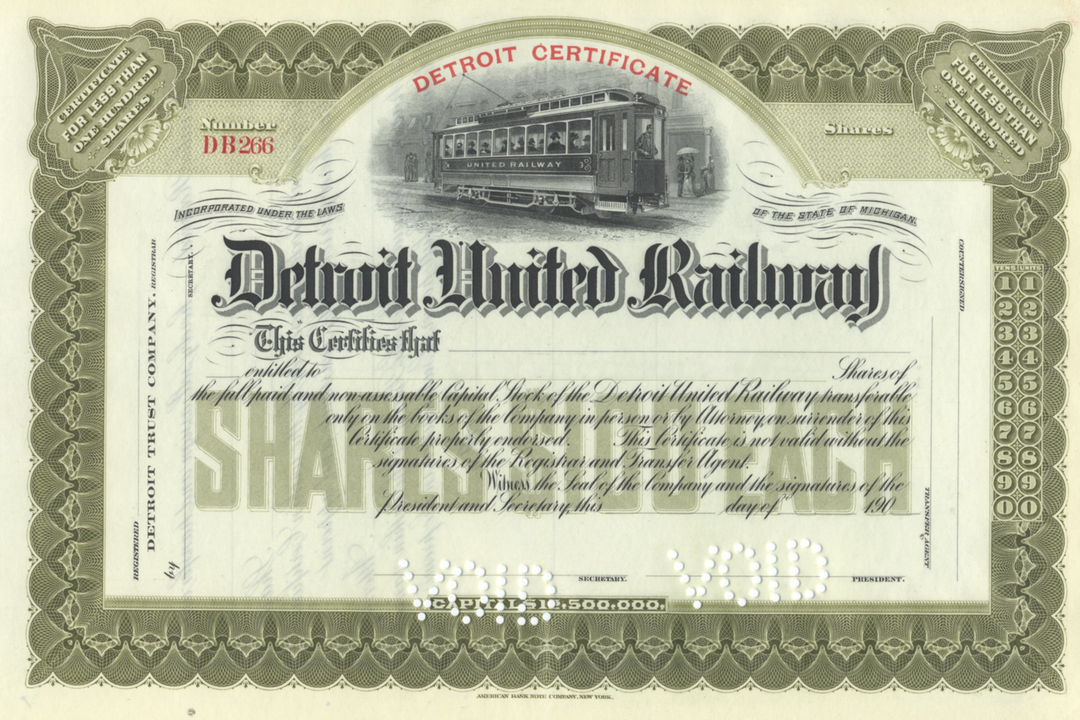 DETROIT CERTIFICATE
CERTIFICATE
FOR LESS THAN
ONE HUNDRED
SHARES
CERTIFICATE
FOR LESS THAN
ONE HUNDRED
SHARES
Number
DB266
Shares
UNITED RAILWAY
INCORPORATED UNDER THE LAWS
OF THE STATE OF MICHIGAN.
Detroit United Railway
This Certifies that
entitled to Shares of
the full paid and non-assessable Capital Stock of the Detroit United Railway transferable
only on the books of the Company in person or by Attorney, on surrender of this
Certificate properly endorsed. This Certificate is not valid without the
signatures of the Registrar and Transfer Agent.
Witness, the Seal of the Company and the signatures of the
President and Secretary, this day of 190
SHARES $100 EACH
SECRETARY.
PRESIDENT.
VOID
VOID
CAPITAL $12,500,000.
REGISTERED
DETROIT TRUST COMPANY, REGISTRAR
by
SECRETARY.
COUNTERSIGNED
TRANSFER AGENT
TENS UNITS
1 1
2 2
3 3
4 4
5 5
6 6
7 7
8 8
9 9
0 0
AMERICAN BANK NOTE COMPANY, NEW YORK.